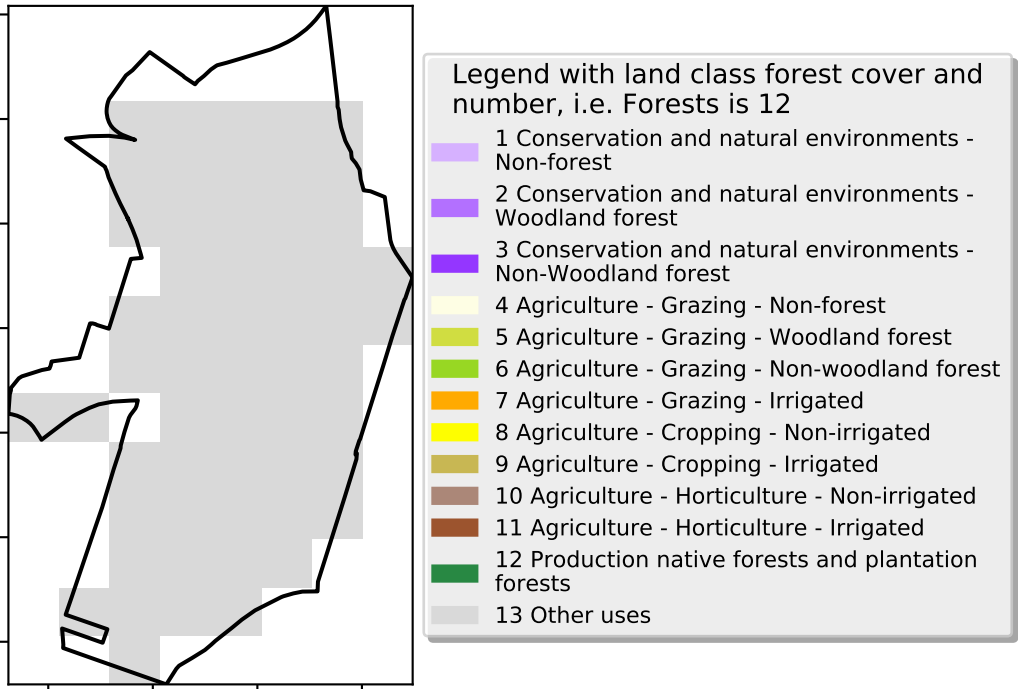 Legend with land class forest cover and
number, i.e. Forests is 12
1 Conservation and natural environments -
Non-forest
2 Conservation and natural environments -
Woodland forest
3 Conservation and natural environments -
Non-Woodland forest
4 Agriculture - Grazing - Non-forest
5 Agriculture - Grazing - Woodland forest
6 Agriculture - Grazing - Non-woodland forest
7 Agriculture - Grazing - Irrigated
8 Agriculture - Cropping - Non-irrigated
9 Agriculture - Cropping - Irrigated
10 Agriculture - Horticulture - Non-irrigated
11 Agriculture - Horticulture - Irrigated
12 Production native forests and plantation
forests
13 Other uses